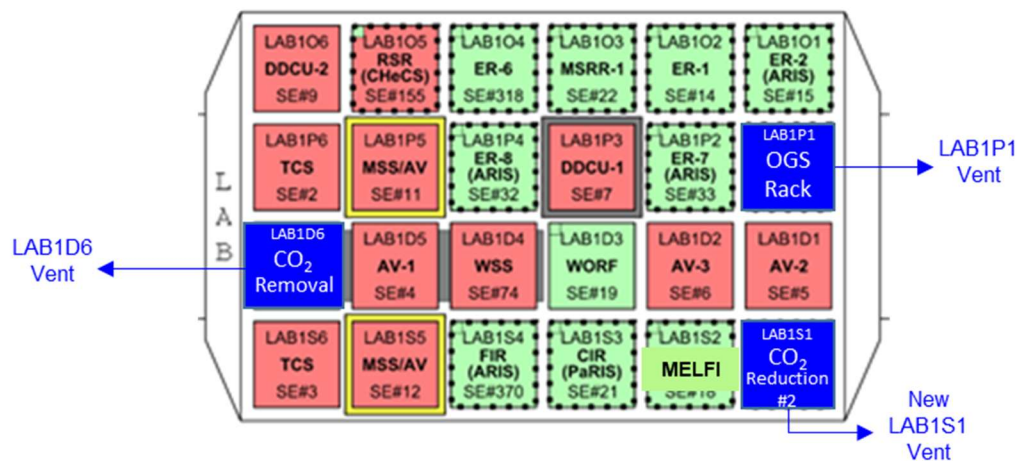 LAB1O6
DDCU-2
SE#9
LAB1O5
RSR
(CHeCS)
SE#155
LAB1O4
ER-6
SE#318
LAB1O3
MSRR-1
SE#22
LAB1O2
ER-1
SE#14
LAB1O1
ER-2
(ARIS)
SE#15
LAB1P6
TCS
SE#2
LAB1P5
MSS/AV
SE#11
LAB1P4
ER-8
(ARIS)
SE#32
LAB1P3
DDCU-1
SE#7
LAB1P2
ER-7
(ARIS)
SE#33
LAB1P1
OGS
Rack
LAB1P1
Vent
L
A
B
LAB1D6
Vent
LAB1D6
CO2
Removal
LAB1D5
AV-1
SE#4
LAB1D4
WSS
SE#74
LAB1D3
WORF
SE#19
LAB1D2
AV-3
SE#6
LAB1D1
AV-2
SE#5
LAB1S6
TCS
SE#3
LAB1S5
MSS/AV
SE#12
LAB1S4
FIR
(ARIS)
SE#370
LAB1S3
CIR
(PaRIS)
SE#21
LAB1S2
MELFI
LAB1S1
CO2
Reduction
#2
New
LAB1S1
Vent